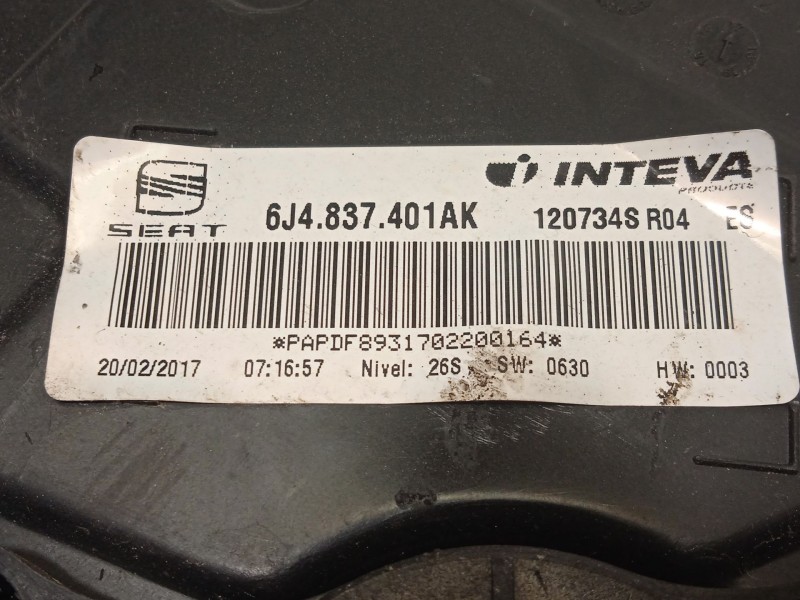 SEAT
INTEVA
PRODUCTS
6J4.837.401AK
120734S R04 ES
*PAPDF8931702200164*
20/02/2017 07:16:57 Nivel: 26S SW: 0630 HW: 0003